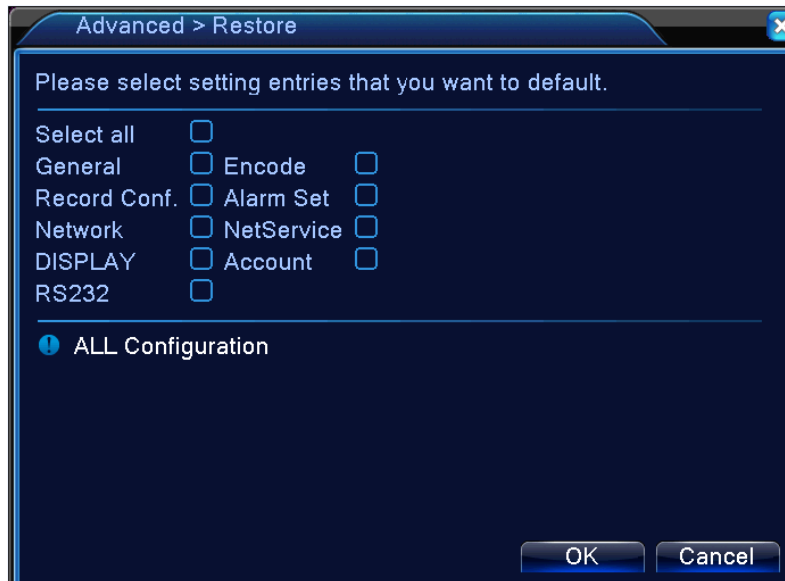 Advanced > Restore
Please select setting entries that you want to default.
Select all
General Encode
Record Conf. Alarm Set
Network NetService
DISPLAY Account
RS232
ALL Configuration
OK Cancel